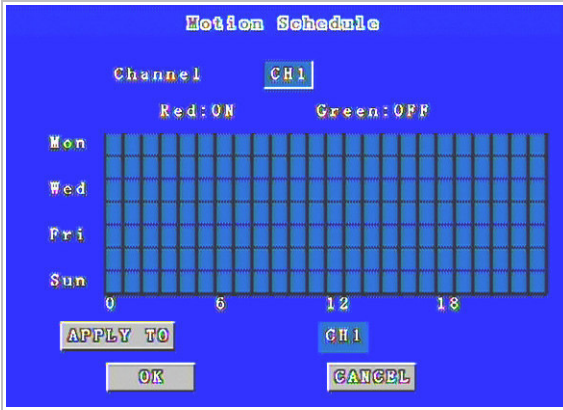 Motion Schedule
Channel CH1
Red:ON Green:OFF
Mon
Wed
Fri
Sun
0 6 12 18
APPLY TO CH1
OK CANCEL